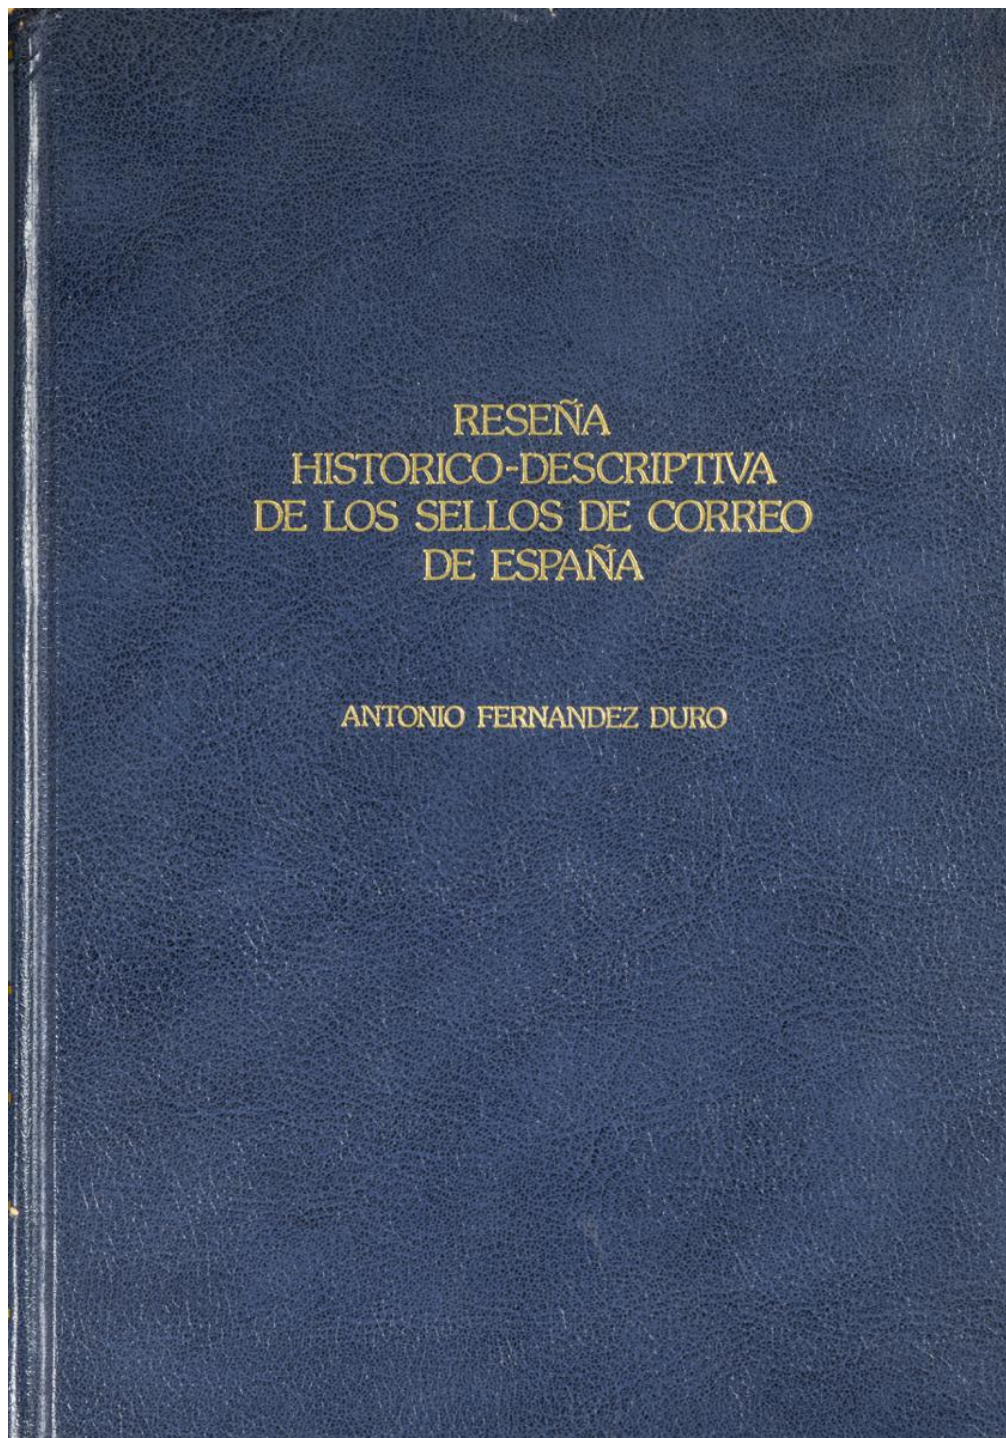 RESEÑA
HISTORICO-DESCRIPTIVA
DE LOS SELLOS DE CORREO
DE ESPAÑA
ANTONIO FERNANDEZ DURO